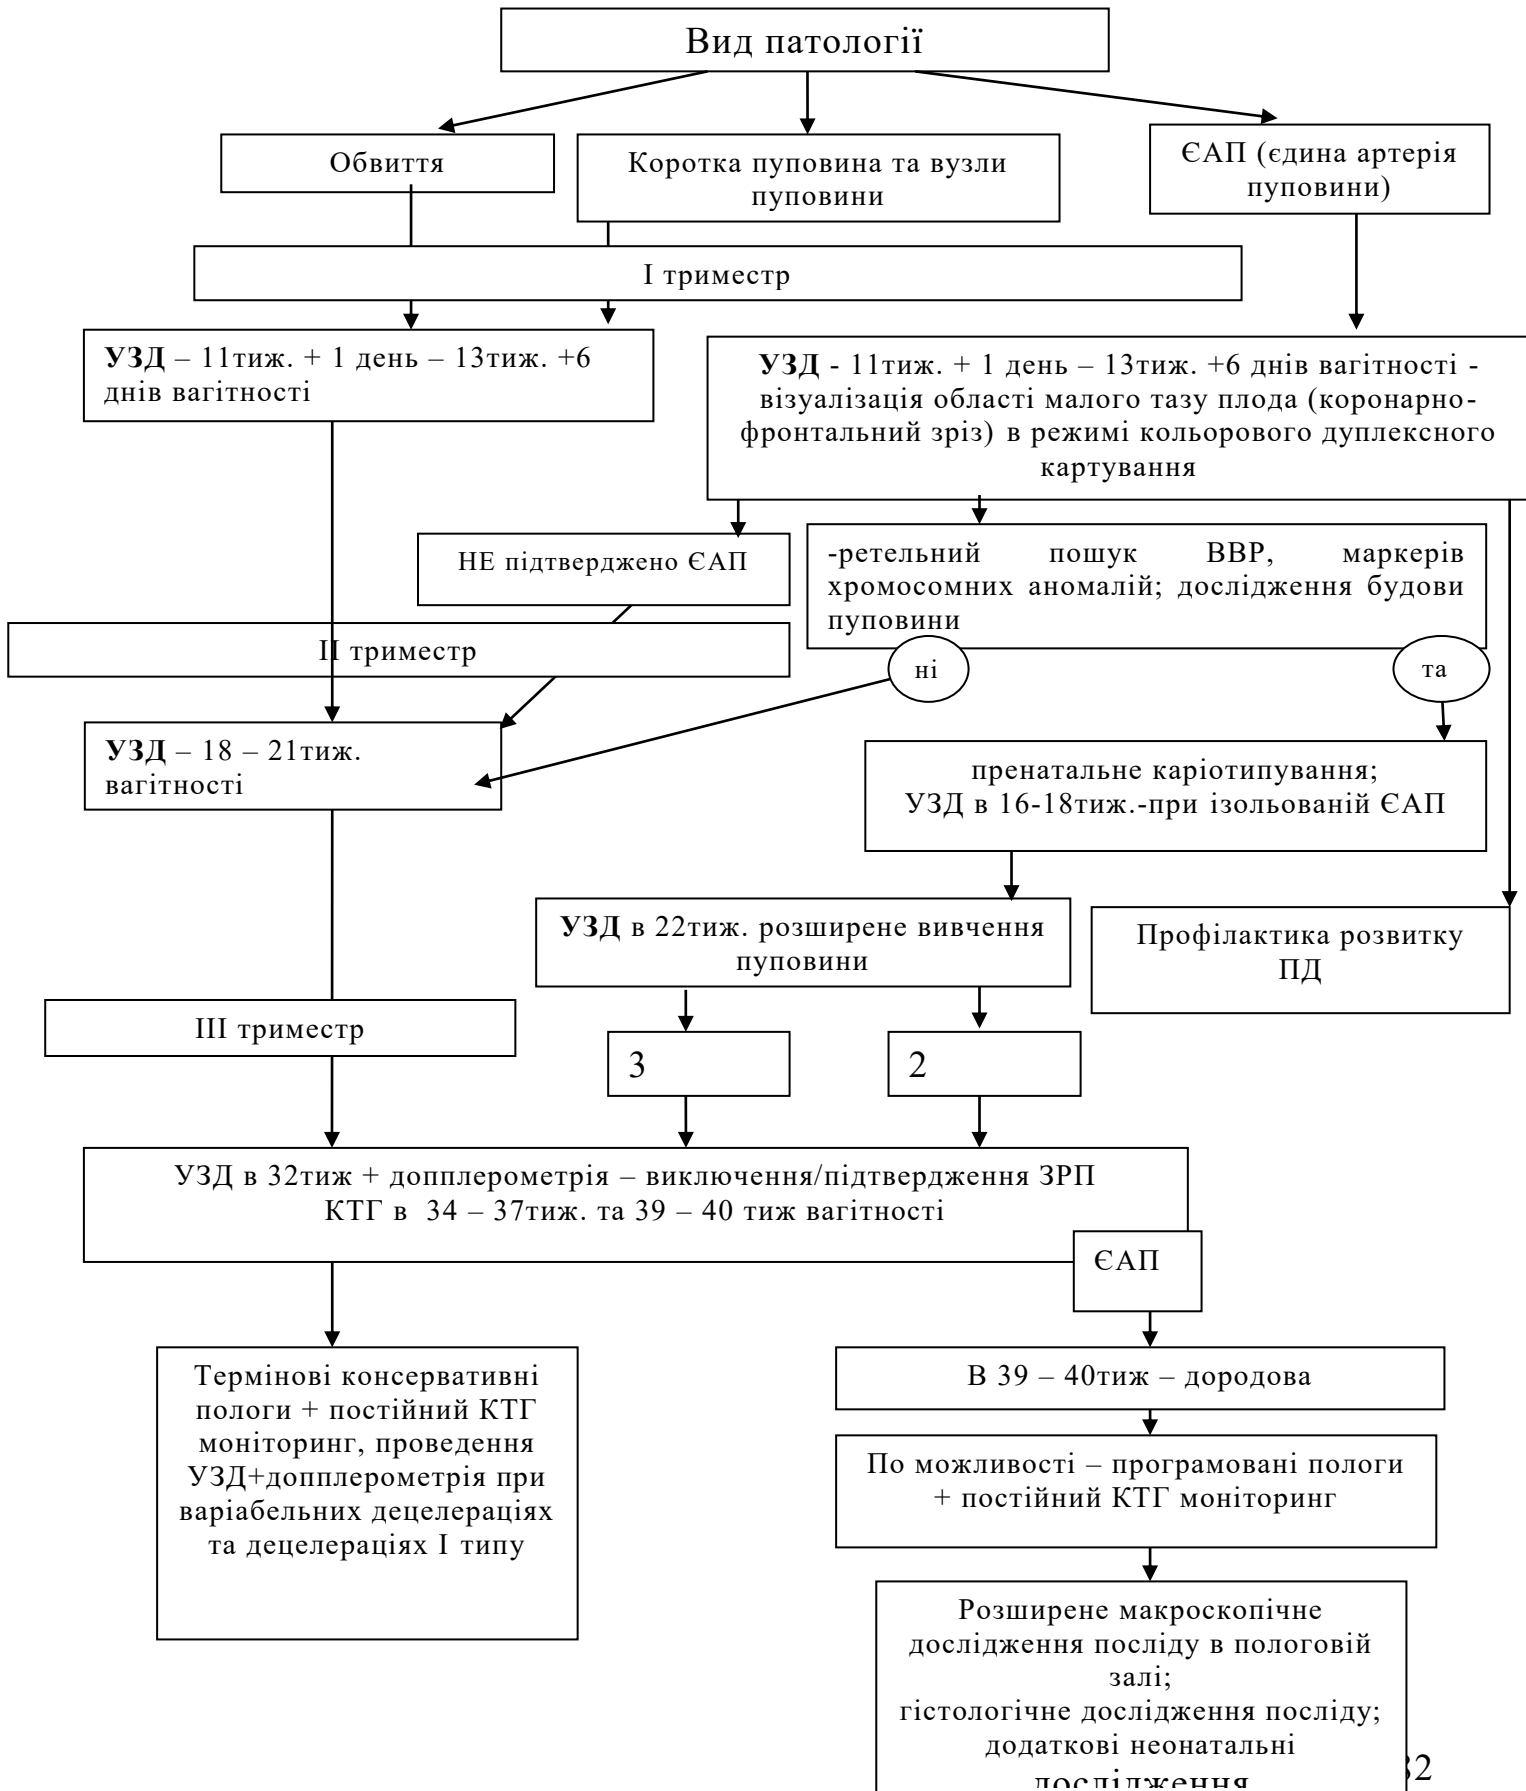 Вид патології
Обвиття
Коротка пуповина та вузли
пуповини
ЄАП (єдина артерія
пуповини)
І триместр
УЗД – 11тиж. + 1 день – 13тиж. +6
днів вагітності
УЗД - 11тиж. + 1 день – 13тиж. +6 днів вагітності -
візуалізація області малого тазу плода (коронарно-
фронтальний зріз) в режимі кольорового дуплексного
картування
НЕ підтверджено ЄАП
-ретельний пошук ВВР, маркерів
хромосомних аномалій; дослідження будови
пуповини
ІІ триместр
ні
та
УЗД – 18 – 21тиж.
вагітності
пренатальне каріотипування;
УЗД в 16-18тиж.-при ізольованій ЄАП
УЗД в 22тиж. розширене вивчення
пуповини
Профілактика розвитку
ПД
ІІІ триместр
3
2
УЗД в 32тиж + допплерометрія – виключення/підтвердження ЗРП
КТГ в 34 – 37тиж. та 39 – 40 тиж вагітності
ЄАП
Термінові консервативні
пологи + постійний КТГ
моніторинг, проведення
УЗД+допплерометрія при
варіабельних децелераціях
та децелераціях І типу
В 39 – 40тиж – дородова
По можливості – програмовані пологи
+ постійний КТГ моніторинг
Розширене макроскопічне
дослідження посліду в пологовій
залі;
гістологічне дослідження посліду;
додаткові неонатальні
дослідження